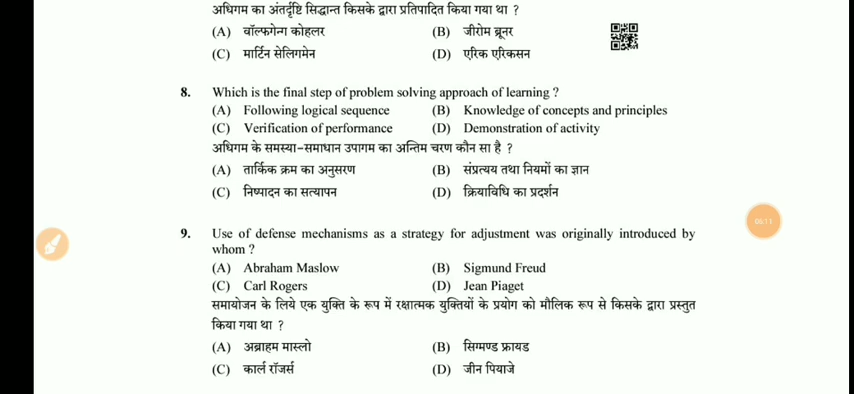 अधिगम का अंतर्दृष्टि सिद्धान्त किसके द्वारा प्रतिपादित किया गया था ?
(A) वॉल्फगेन्ग कोहलर (B) जीरोम ब्रूनर
(C) मार्टिन सेलिगमेन (D) एरिक एरिकसन
8. Which is the final step of problem solving approach of learning ?
(A) Following logical sequence (B) Knowledge of concepts and principles
(C) Verification of performance (D) Demonstration of activity
अधिगम के समस्या-समाधान उपागम का अन्तिम चरण कौन सा है ?
(A) तार्किक क्रम का अनुसरण (B) संप्रत्यय तथा नियमों का ज्ञान
(C) निष्पादन का सत्यापन (D) क्रियाविधि का प्रदर्शन
9. Use of defense mechanisms as a strategy for adjustment was originally introduced by
whom ?
(A) Abraham Maslow (B) Sigmund Freud
(C) Carl Rogers (D) Jean Piaget
समायोजन के लिये एक युक्ति के रूप में रक्षात्मक युक्तियों के प्रयोग को मौलिक रूप से किसके द्वारा प्रस्तुत
किया गया था ?
(A) अब्राहम मास्लो (B) सिग्मण्ड फ्रायड
(C) कार्ल रॉजर्स (D) जीन पियाजे